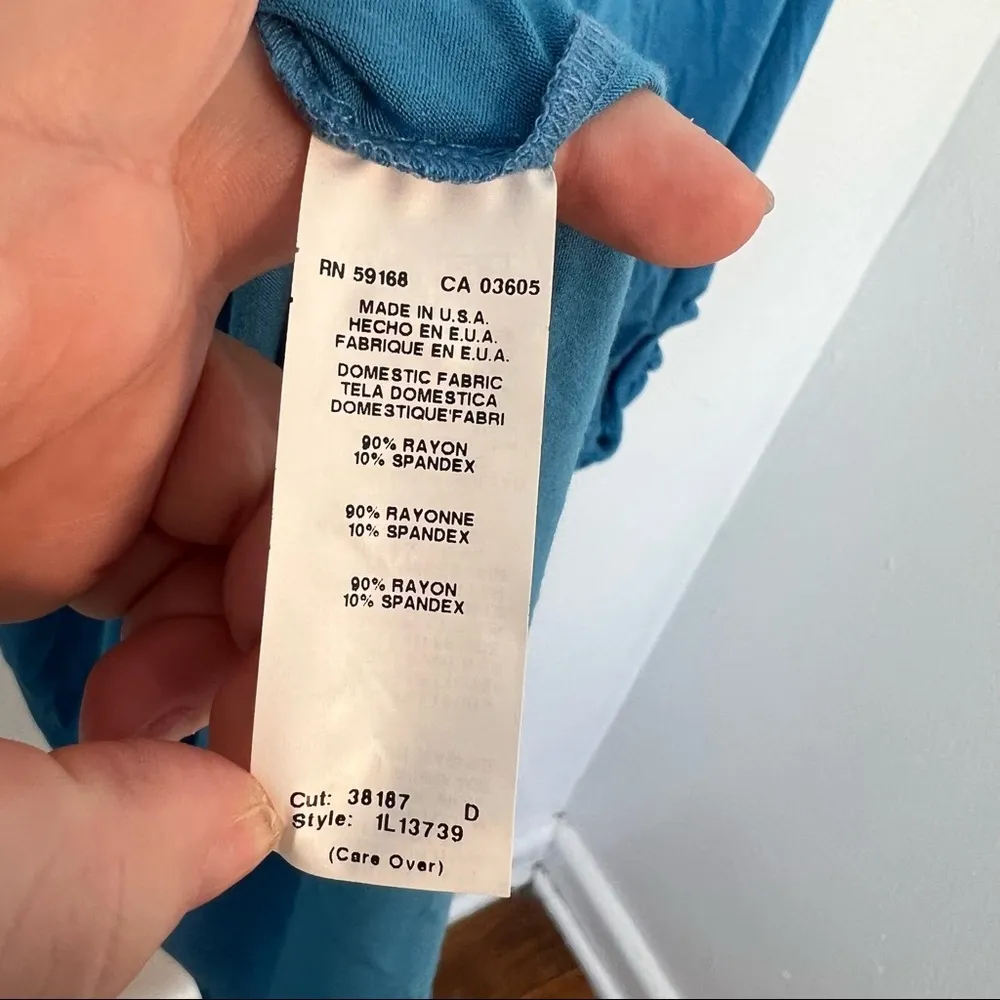 RN 59168 CA 03605
MADE IN U.S.A.
HECHO EN E.U.A.
FABRIQUE EN E.U.A.
DOMESTIC FABRIC
TELA DOMESTICA
DOMESTIQUE'FABRI
90% RAYON
10% SPANDEX
90% RAYONNE
10% SPANDEX
90% RAYON
10% SPANDEX
Cut: 38187 D
Style: 1L13739
(Care Over)